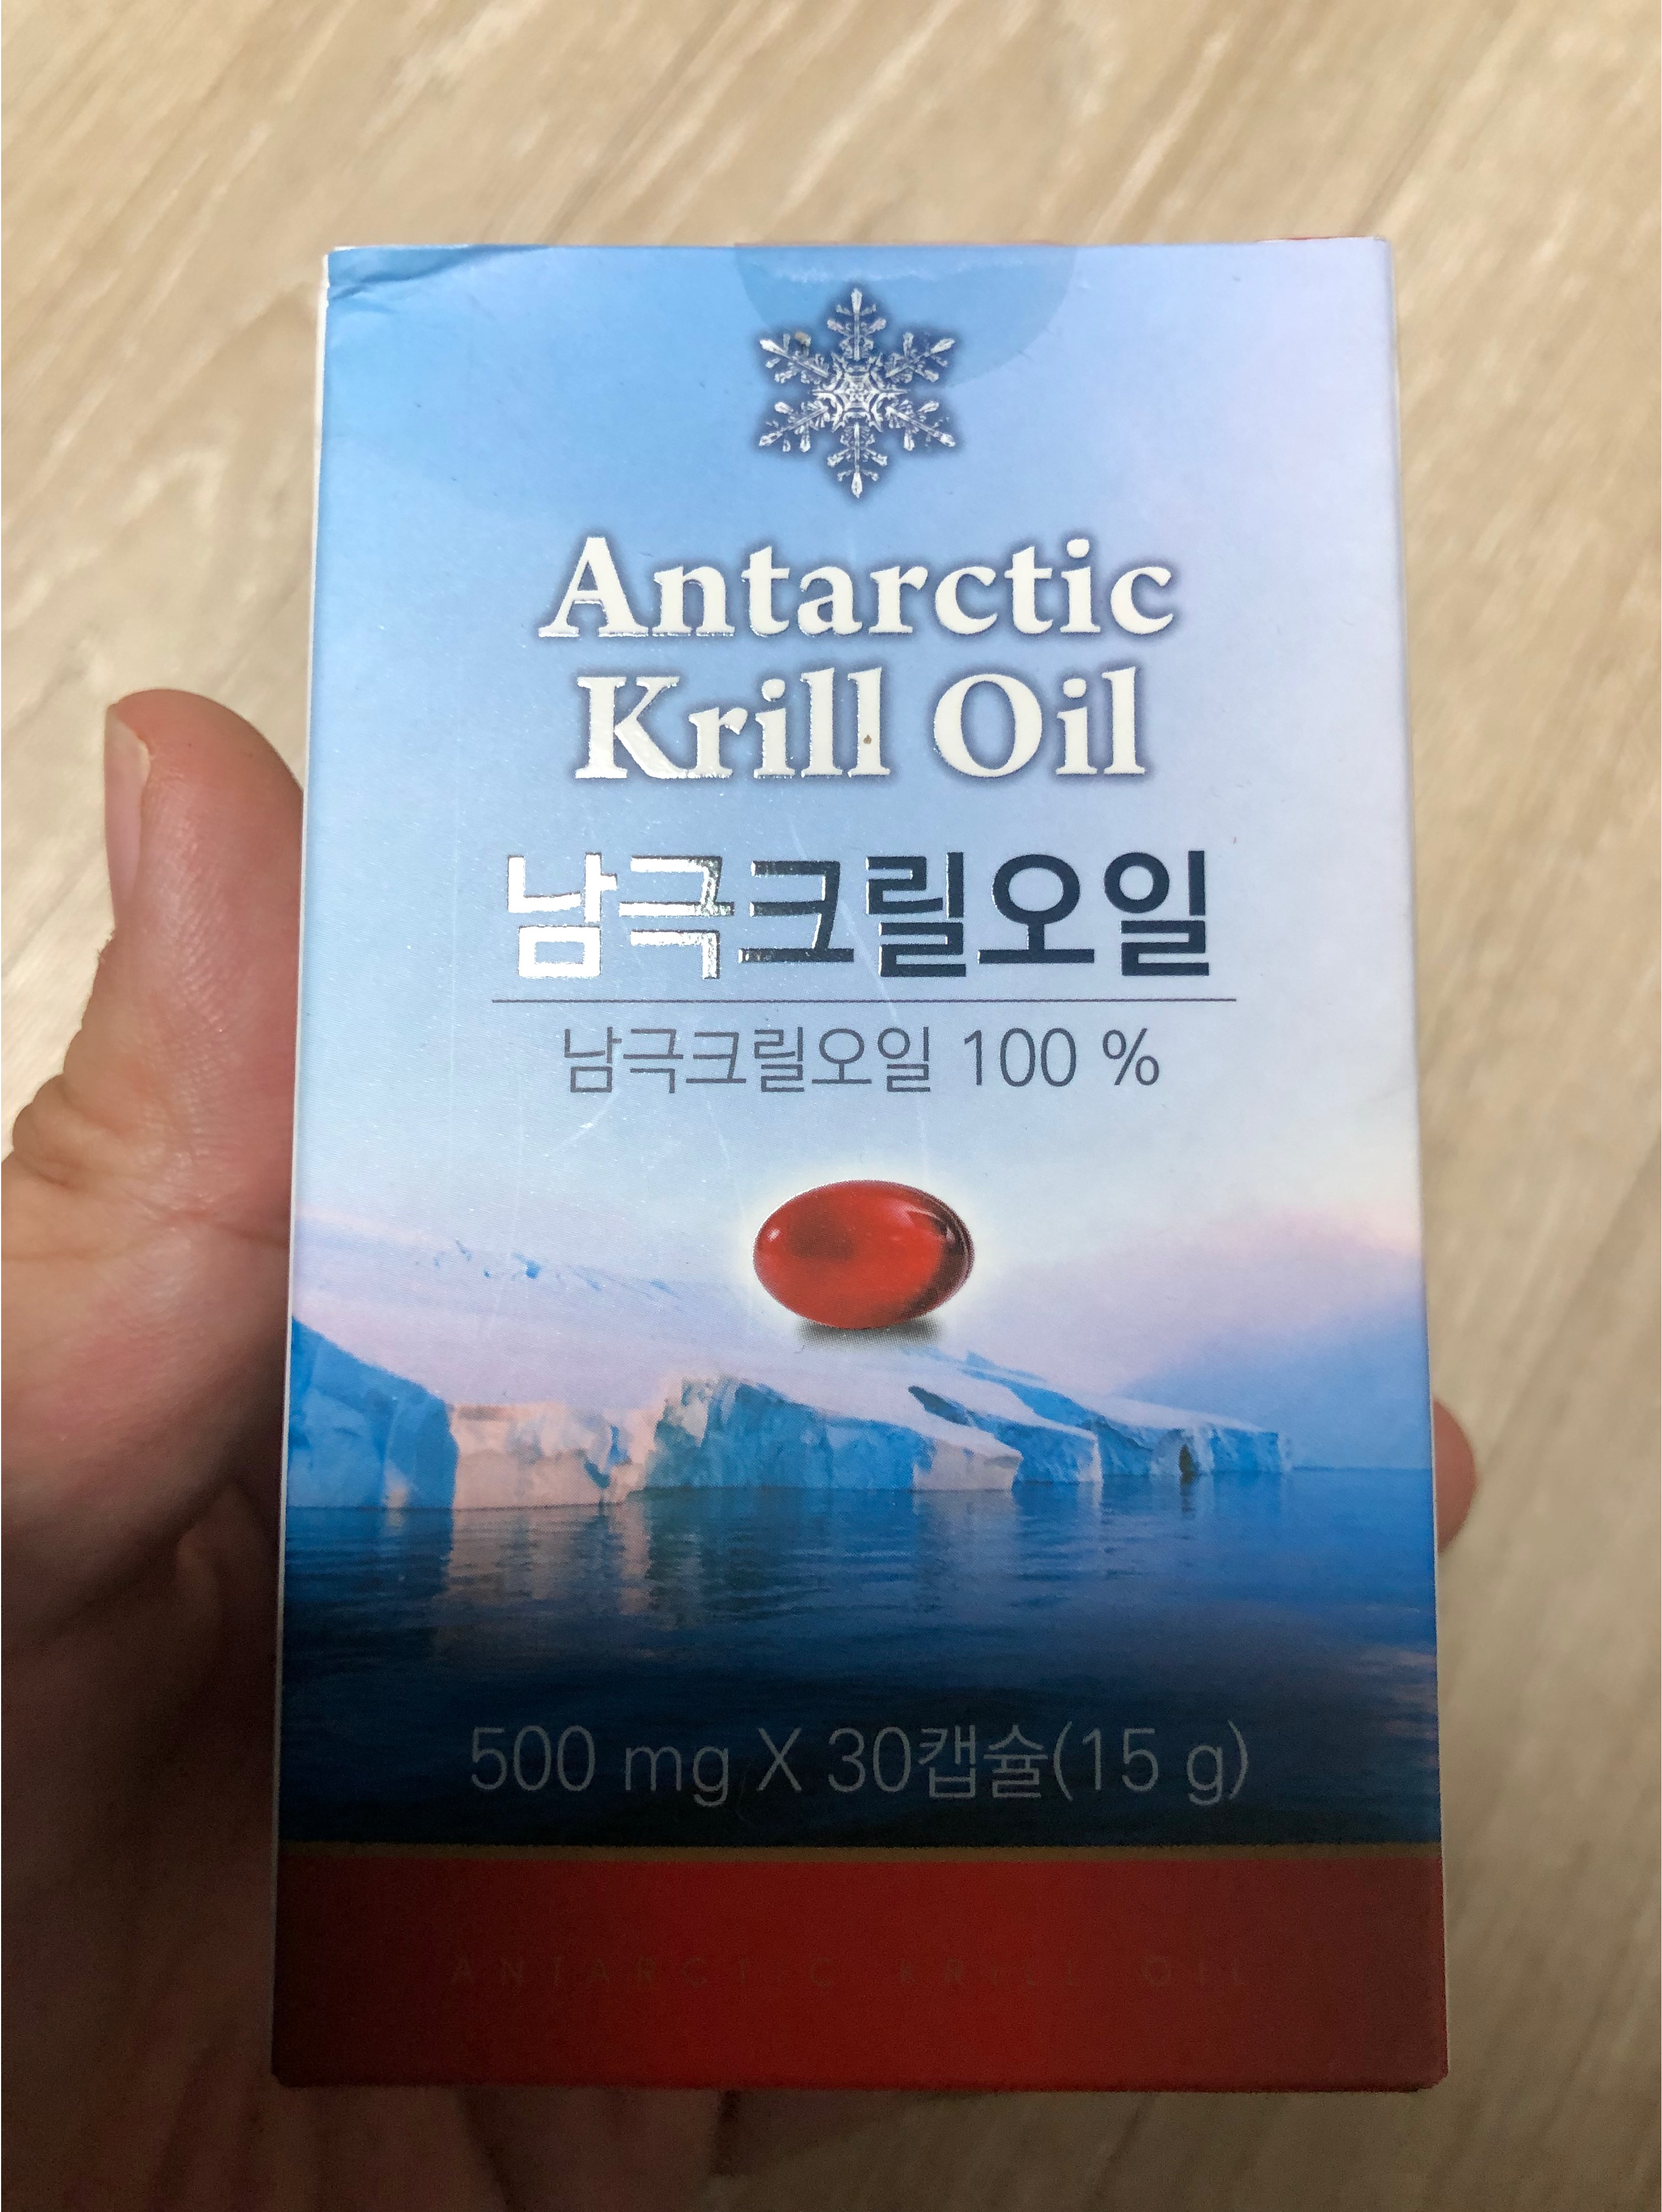 Antarctic
Krill Oil
남극크릴오일
남극크릴오일 100 %
500 mg X 30캡슐(15 g)
ANTARCTIC KRILL OIL